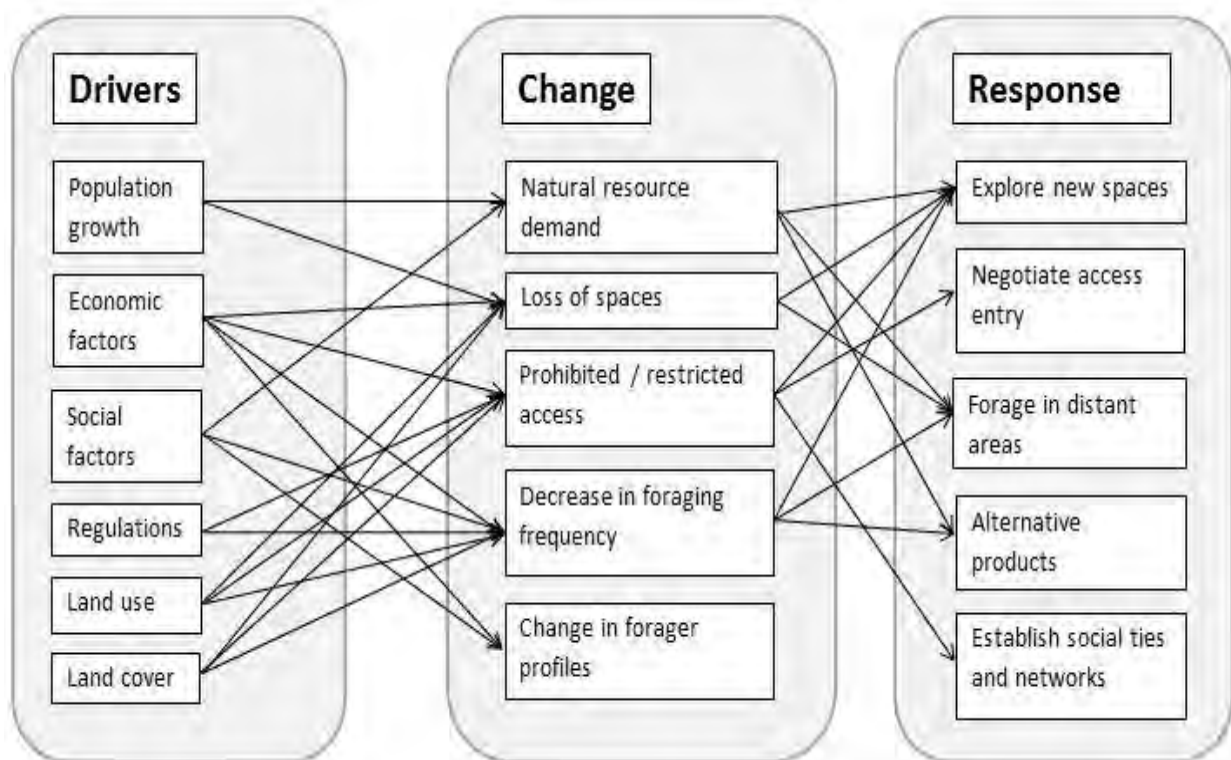 Drivers
Population
growth
Economic
factors
Social
factors
Regulations
Land use
Land cover
Change
Natural resource
demand
Loss of spaces
Prohibited / restricted
access
Decrease in foraging
frequency
Change in forager
profiles
Response
Explore new spaces
Negotiate access
entry
Forage in distant
areas
Alternative
products
Establish social ties
and networks